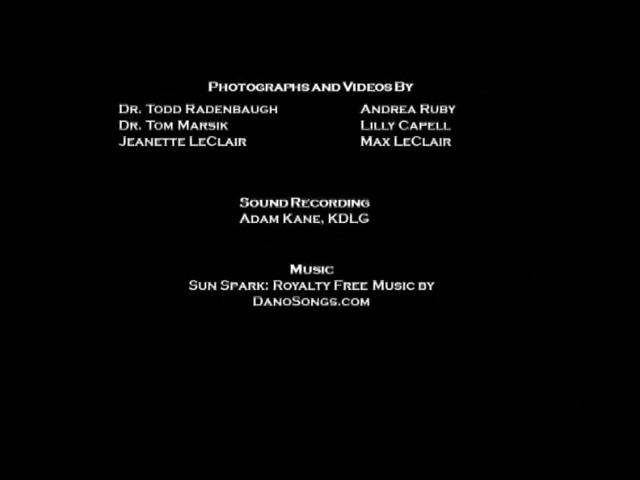 Photographs and Videos By
Dr. Todd Radenbaugh
Dr. Tom Marsik
Jeanette LeClair
Andrea Ruby
Lilly Capell
Max LeClair
Sound Recording
Adam Kane, KDLG
Music
Sun Spark: Royalty Free Music by
DanoSongs.com